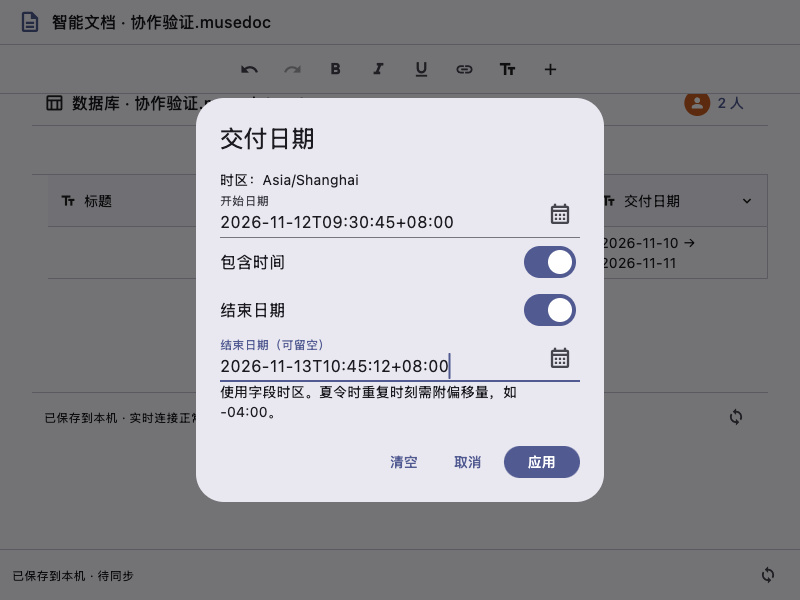 智能文档 · 协作验证.musedoc
B I U Tr +
数据库 · 协作验证.
2 人
Tr 标题
交付日期
2026-11-10 →
2026-11-11
交付日期
时区：Asia/Shanghai
开始日期
2026-11-12T09:30:45+08:00
包含时间
结束日期
结束日期（可留空）
2026-11-13T10:45:12+08:00
使用字段时区。夏令时重复时刻需附偏移量，如
-04:00。
清空 取消 应用
已保存到本机 · 实时连接正
已保存到本机 · 待同步